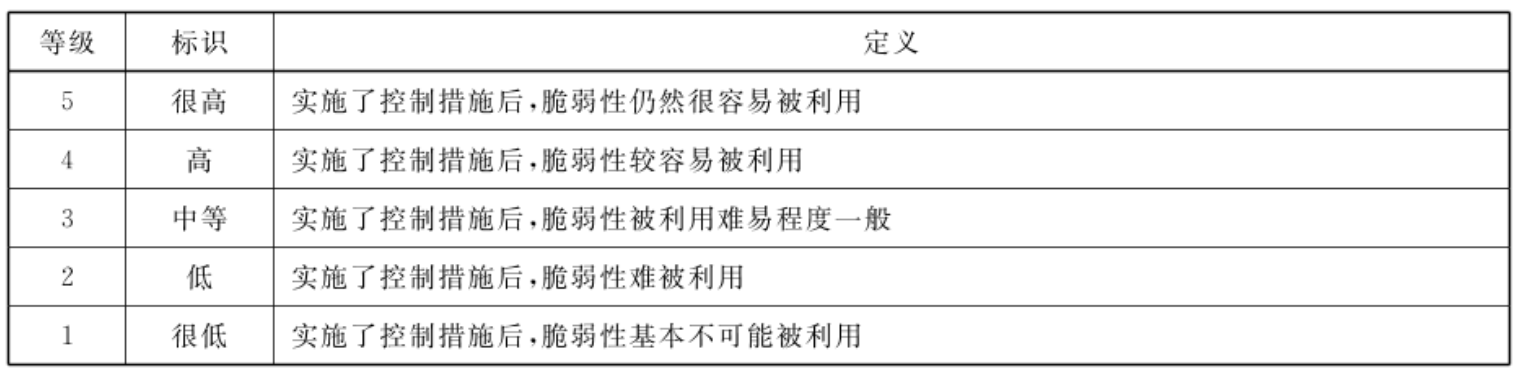 等级 标识 定义
5 很高 实施了控制措施后,脆弱性仍然很容易被利用
4 高 实施了控制措施后,脆弱性较容易被利用
3 中等 实施了控制措施后,脆弱性被利用难易程度一般
2 低 实施了控制措施后,脆弱性难被利用
1 很低 实施了控制措施后,脆弱性基本不可能被利用